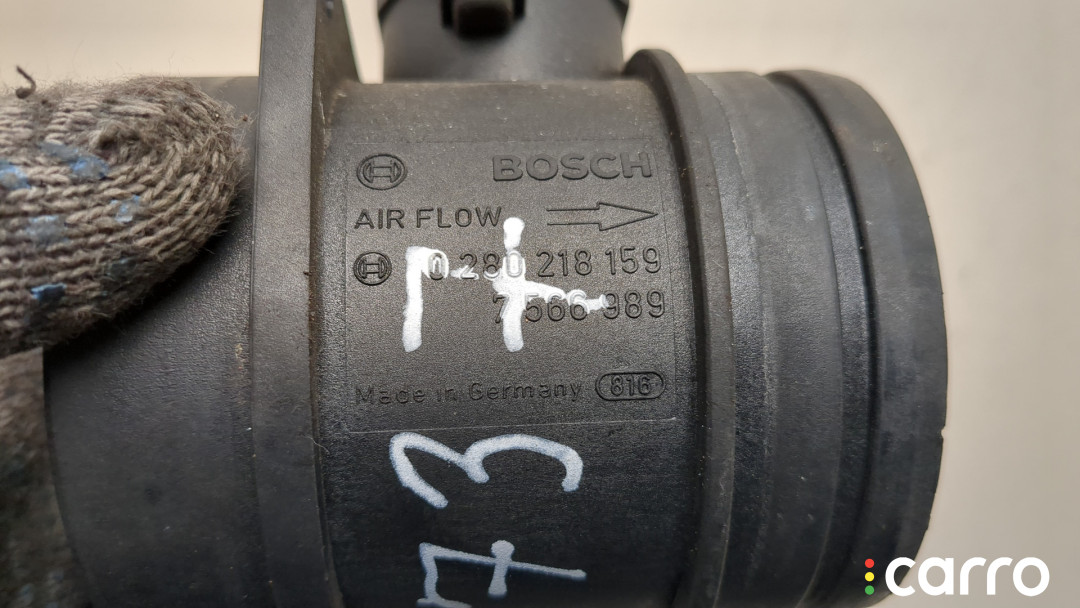 BOSCH
AIR FLOW
0 280 218 159
7 566 989
Made in Germany 816
carro